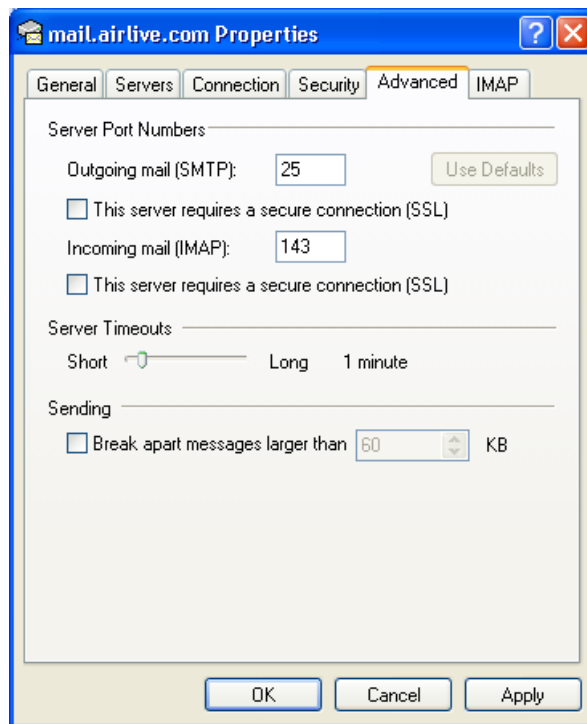 mail.airlive.com Properties
General Servers Connection Security Advanced IMAP
Server Port Numbers
Outgoing mail (SMTP): 25 Use Defaults
This server requires a secure connection (SSL)
Incoming mail (IMAP): 143
This server requires a secure connection (SSL)
Server Timeouts
Short Long 1 minute
Sending
Break apart messages larger than 60 KB
OK Cancel Apply